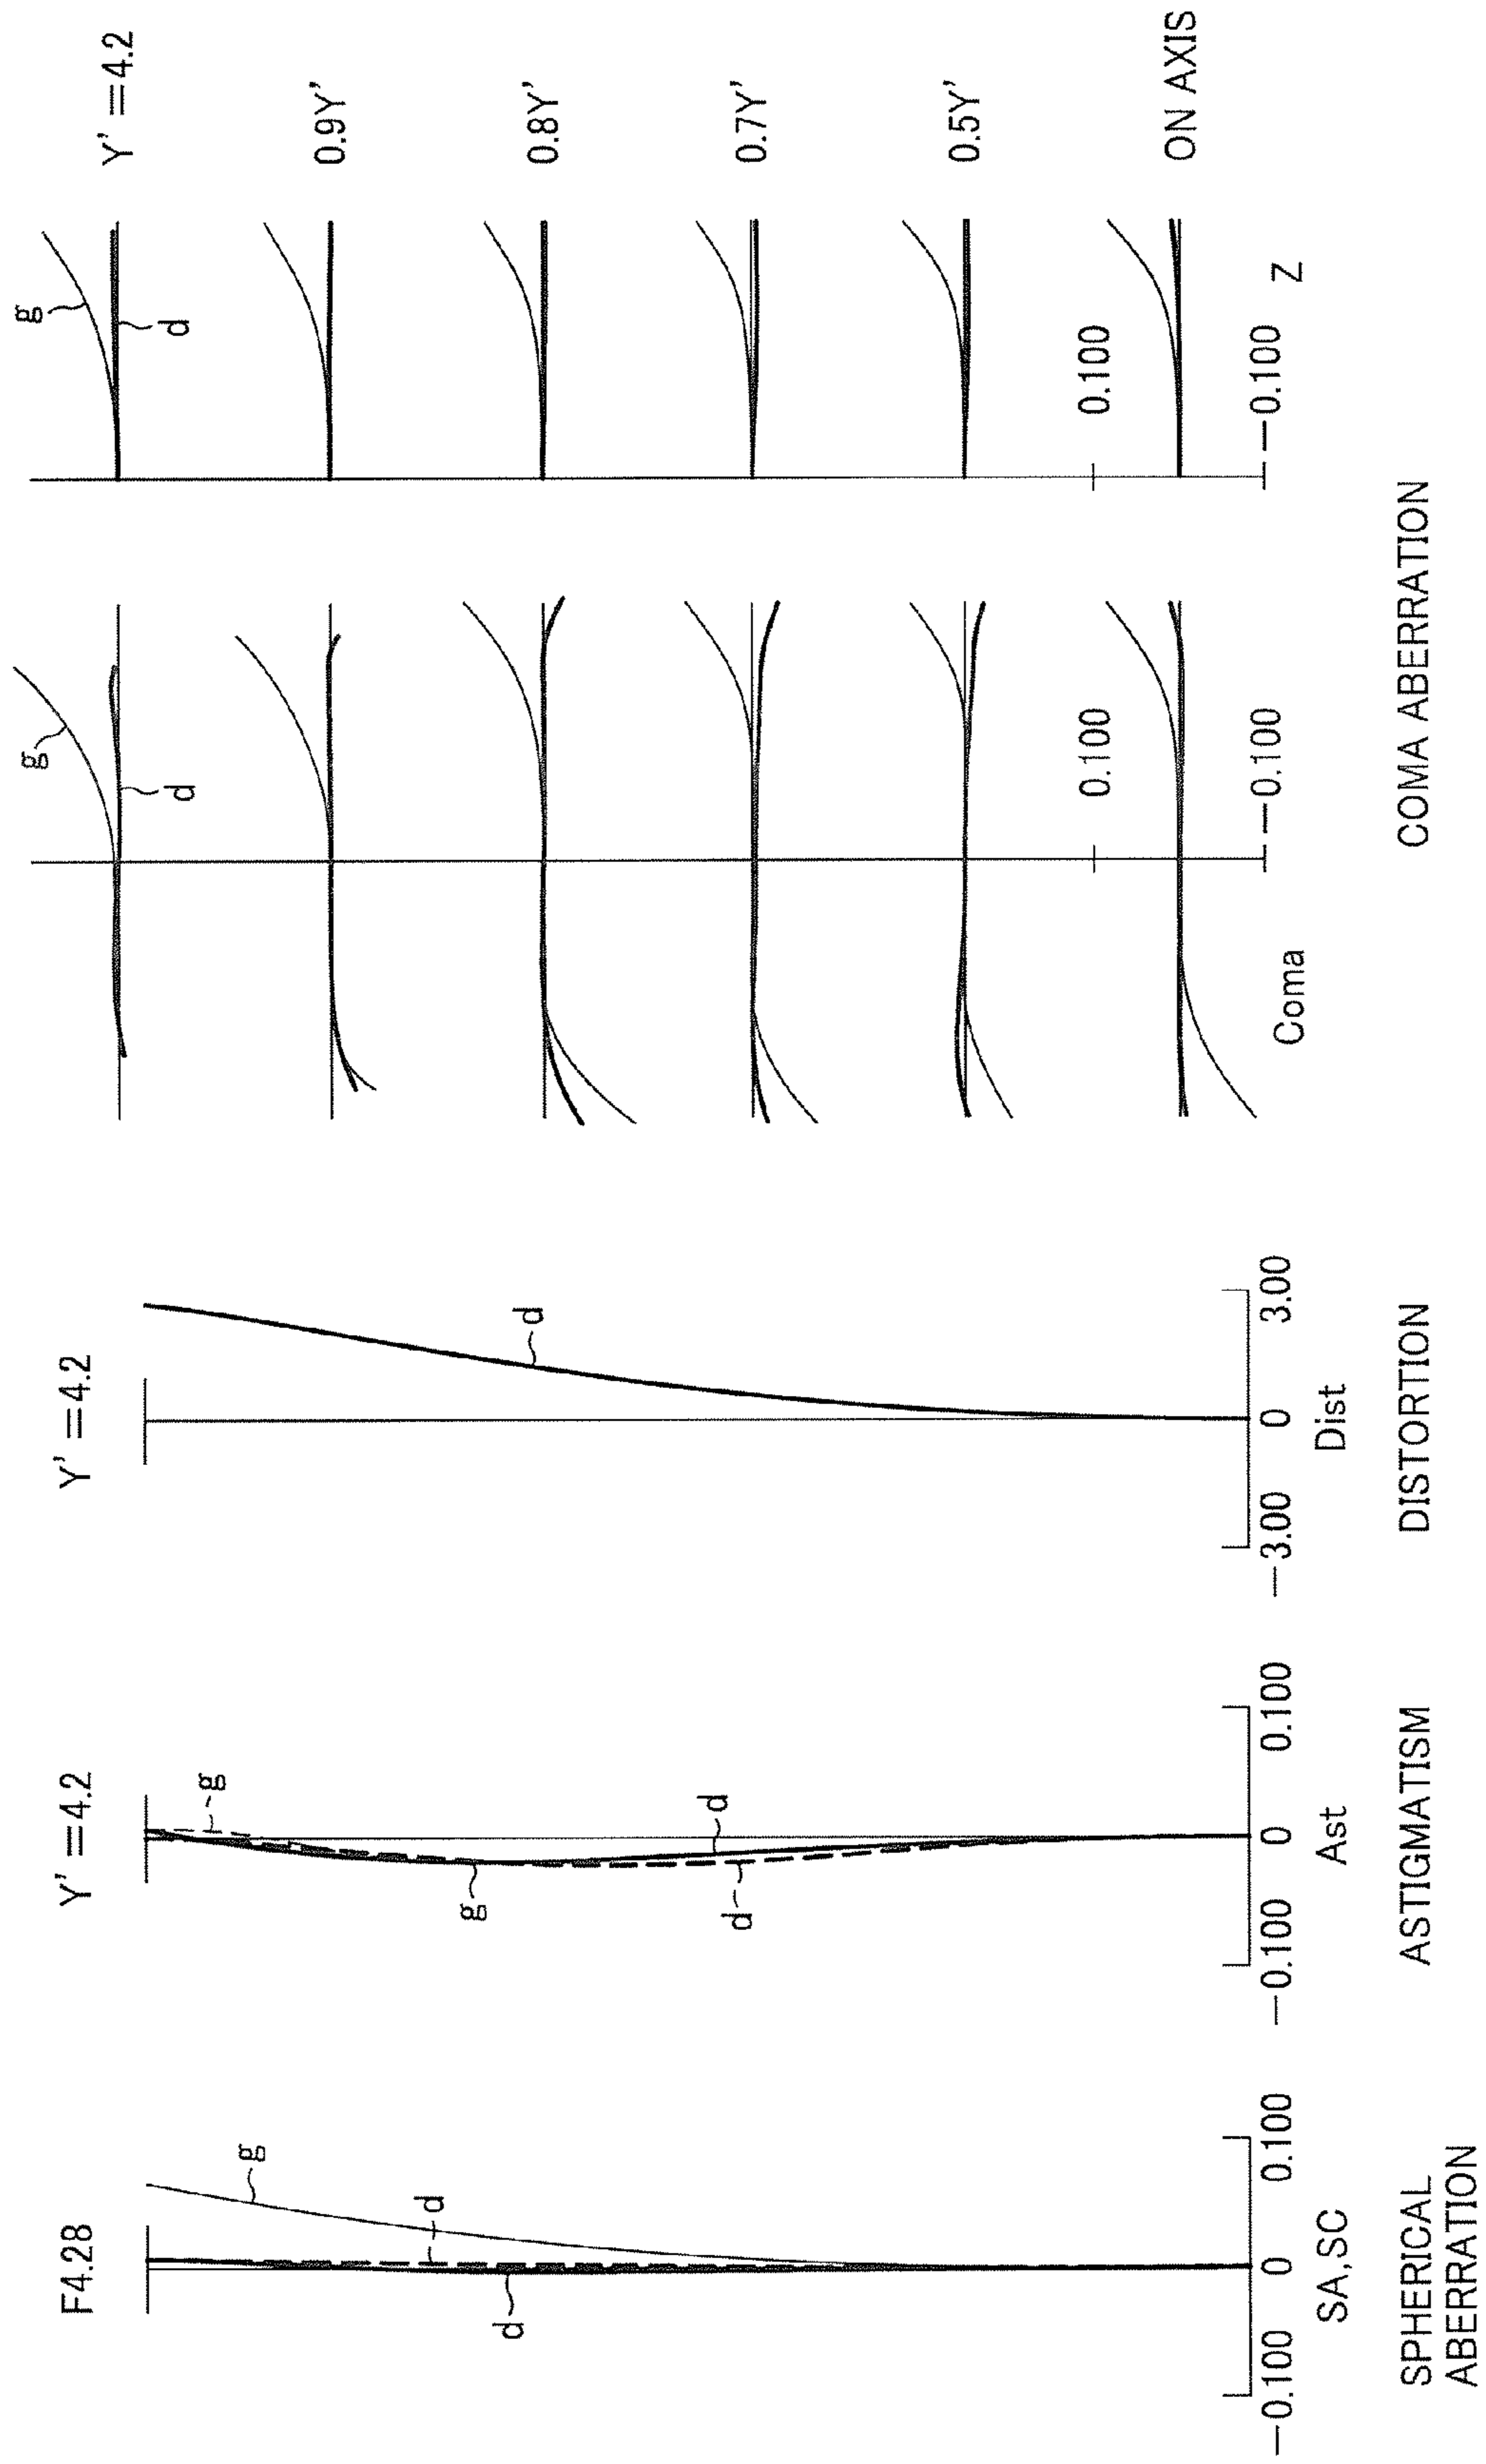 F4.28
g
d
d
−0.100
0
0.100
SA,SC
SPHERICAL
ABERRATION
Y' =4.2
g
g
d
d
−0.100
0
0.100
Ast
ASTIGMATISM
Y' =4.2
d
−3.00
0
3.00
Dist
DISTORTION
g
d
0.100
−0.100
Coma
g
d
0.100
−0.100
Z
Y' =4.2
0.9Y'
0.8Y'
0.7Y'
0.5Y'
ON AXIS
COMA ABERRATION